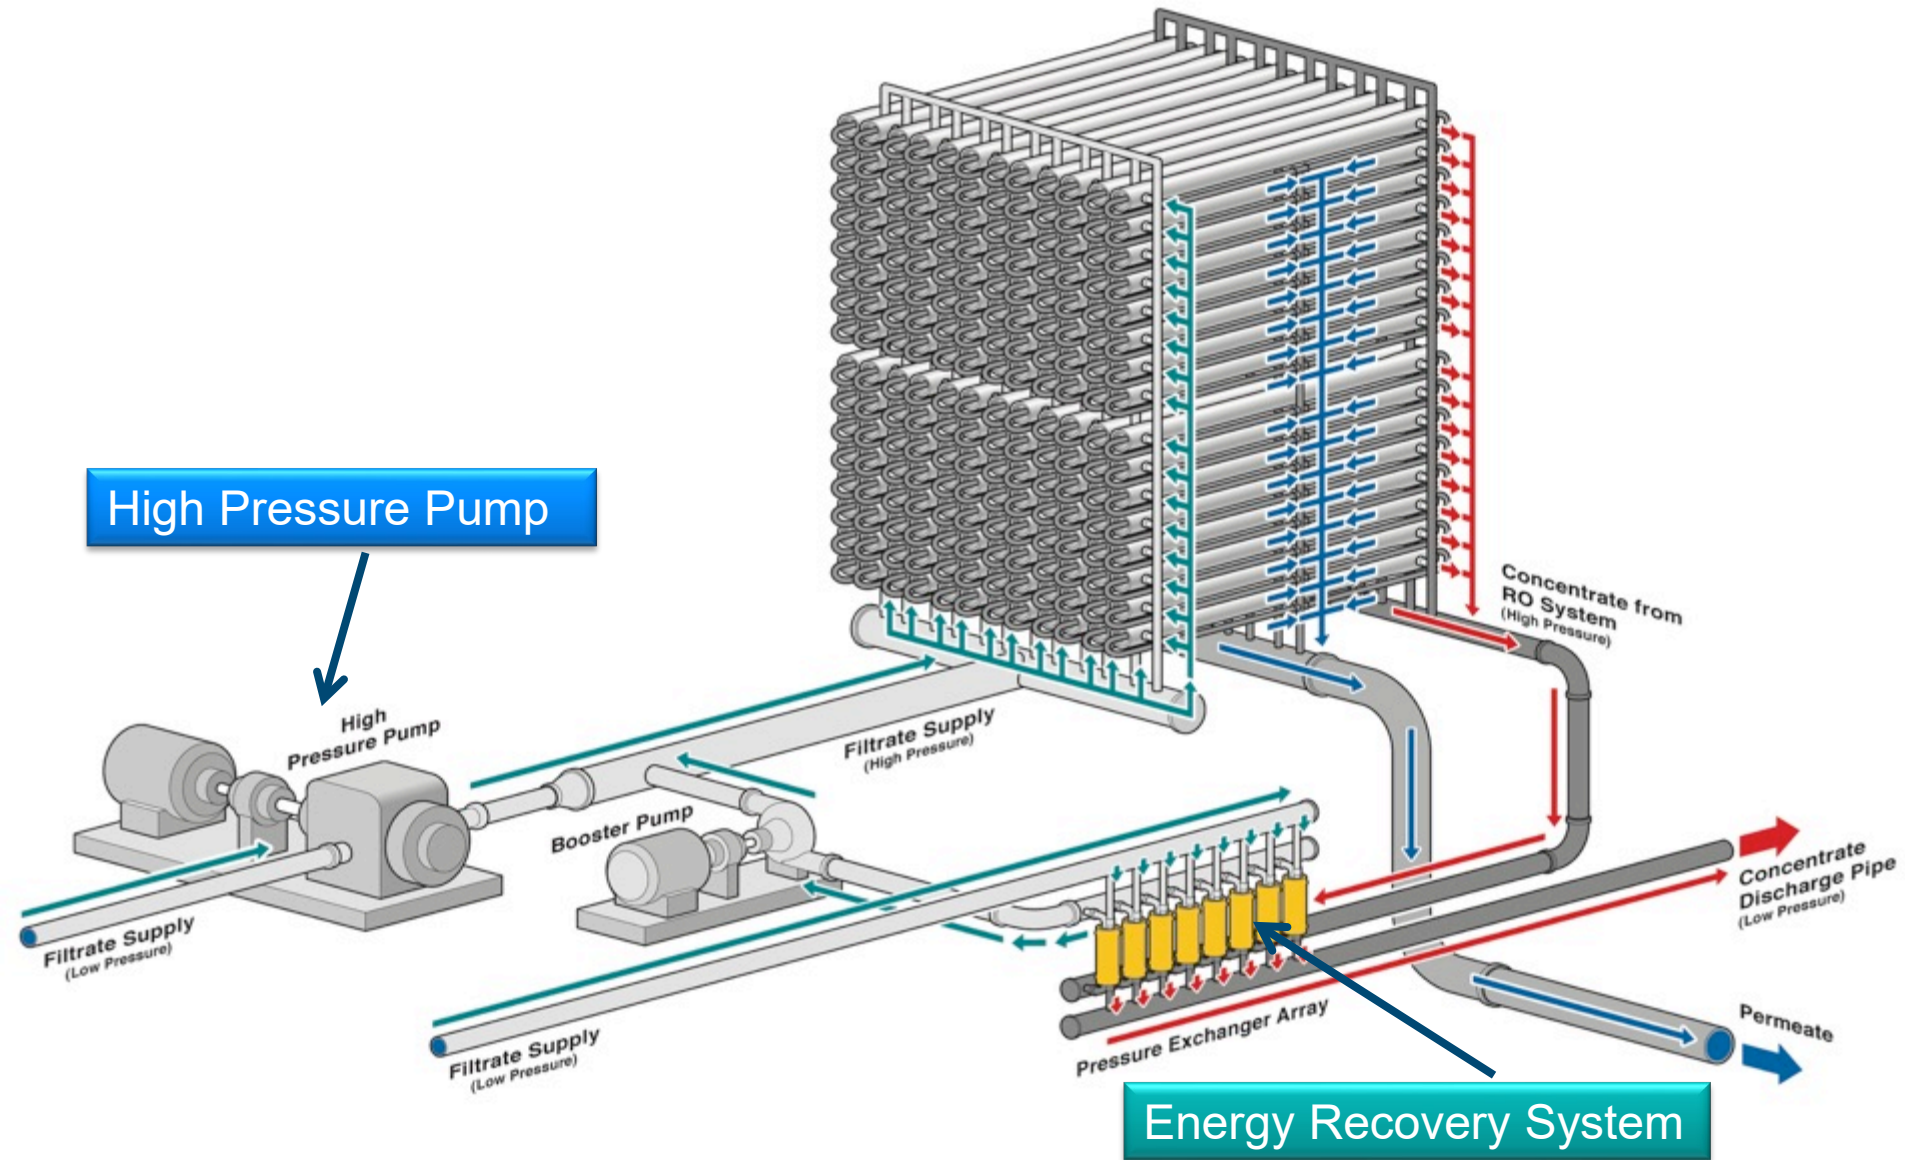 High Pressure Pump
Concentrate from
RO System
(High Pressure)
High
Pressure Pump
Filtrate Supply
(High Pressure)
Booster Pump
Concentrate
Discharge Pipe
(Low Pressure)
Filtrate Supply
(Low Pressure)
Pressure Exchanger Array
Permeate
Filtrate Supply
(Low Pressure)
Energy Recovery System